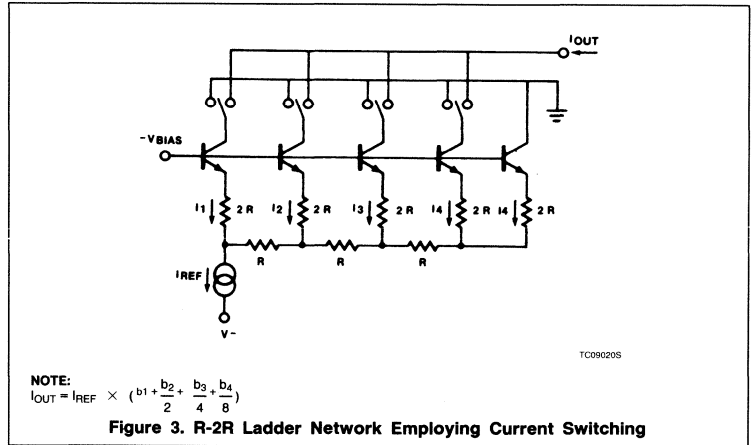 IOUT
-VBIAS
I1 2R I2 2R I3 2R I4 2R I4 2R
R R R
IREF
V-
TC09020S
NOTE:
IOUT = IREF × (b1 + b2/2 + b3/4 + b4/8)
Figure 3. R-2R Ladder Network Employing Current Switching